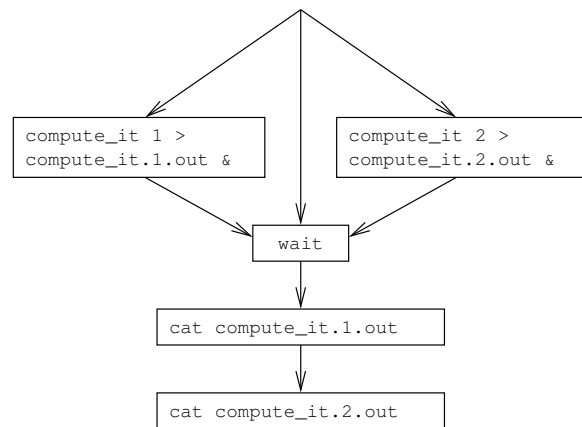 compute_it 1 >
compute_it.1.out &
compute_it 2 >
compute_it.2.out &
wait
cat compute_it.1.out
cat compute_it.2.out